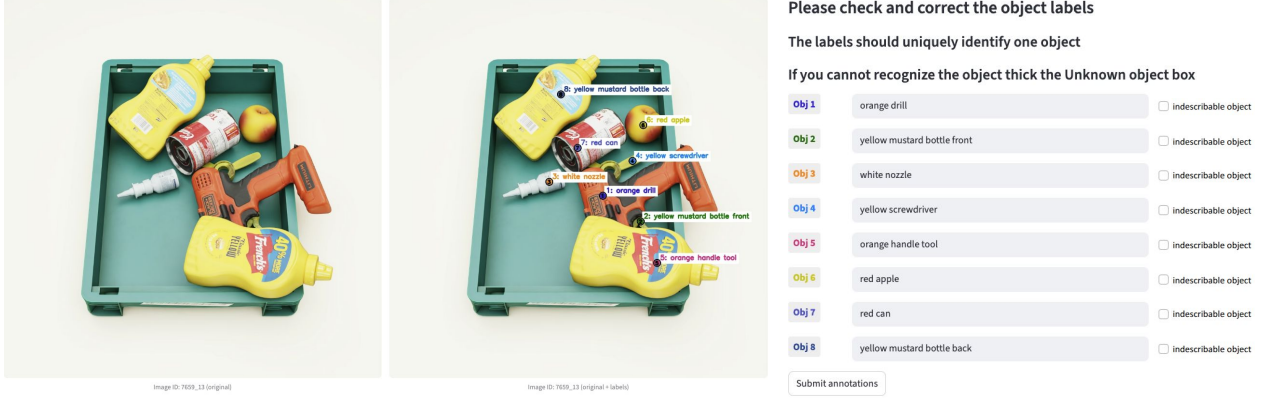 Please check and correct the object labels
The labels should uniquely identify one object
If you cannot recognize the object thick the Unknown object box
8: yellow mustard bottle back
6: red apple
7: red can
4: yellow screwdriver
3: white nozzle
1: orange drill
2: yellow mustard bottle front
5: orange handle tool
YELLOW
French's
40%
YELLOW
French's
40%
Image ID: 7659_13 (original)
Image ID: 7659_13 (original + labels)
Obj 1 orange drill indescribable object
Obj 2 yellow mustard bottle front indescribable object
Obj 3 white nozzle indescribable object
Obj 4 yellow screwdriver indescribable object
Obj 5 orange handle tool indescribable object
Obj 6 red apple indescribable object
Obj 7 red can indescribable object
Obj 8 yellow mustard bottle back indescribable object
Submit annotations